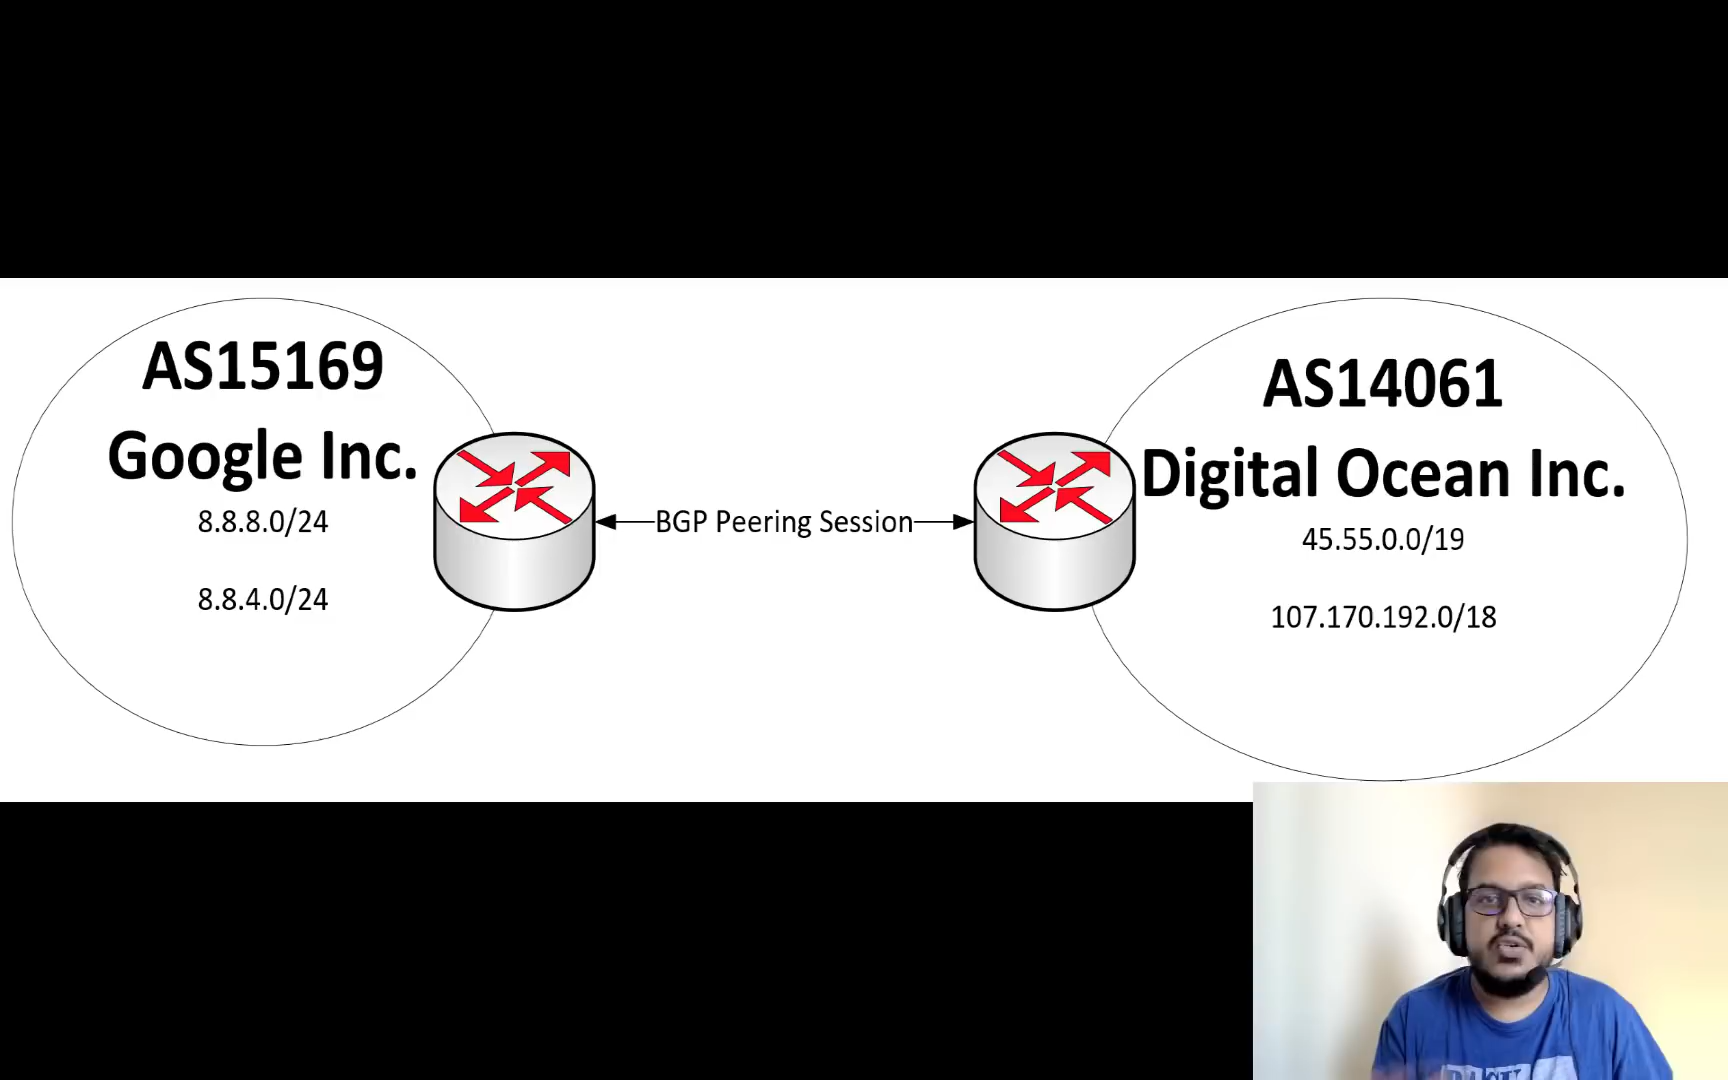 AS15169
Google Inc.
8.8.8.0/24
8.8.4.0/24
BGP Peering Session
AS14061
Digital Ocean Inc.
45.55.0.0/19
107.170.192.0/18